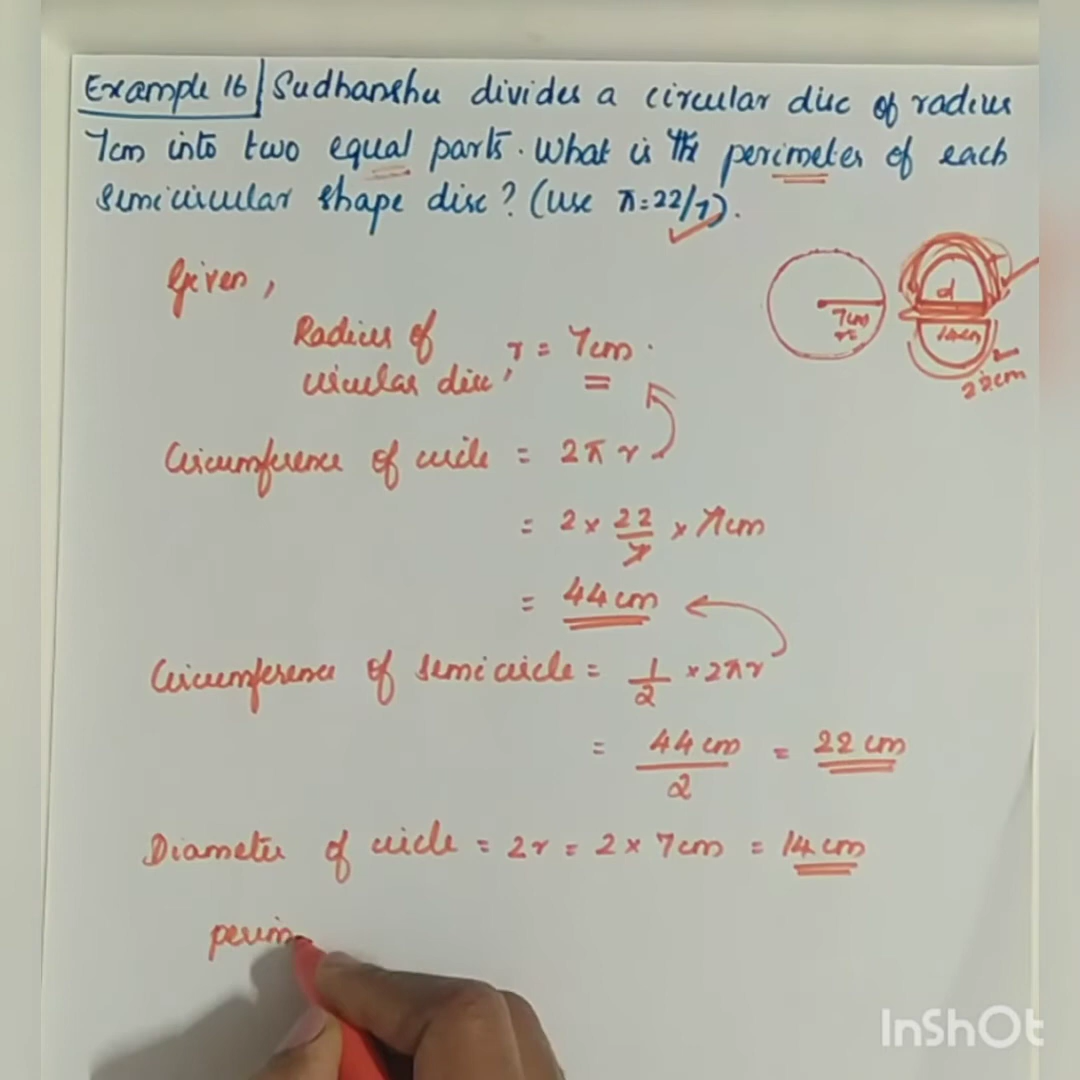 Example 16 Sudhanshu divides a circular disc of radius
7cm into two equal parts. What is the perimeter of each
semicircular shape disc? (Use π=22/7).
Given,
Radius of
circular disc, r = 7cm.
7cm
r=
d
14cm
22cm
Circumference of circle = 2πr
= 2 × 22/7 × 7cm
= 44cm
Circumference of semicircle = 1/2 × 2πr
= 44cm/2 = 22cm
Diameter of circle = 2r = 2 × 7cm = 14cm
perim
InShOt